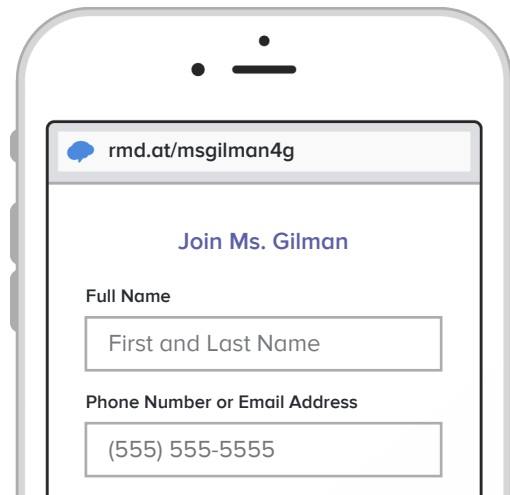 rmd.at/msgilman4g
Join Ms. Gilman
Full Name
First and Last Name
Phone Number or Email Address
(555) 555-5555